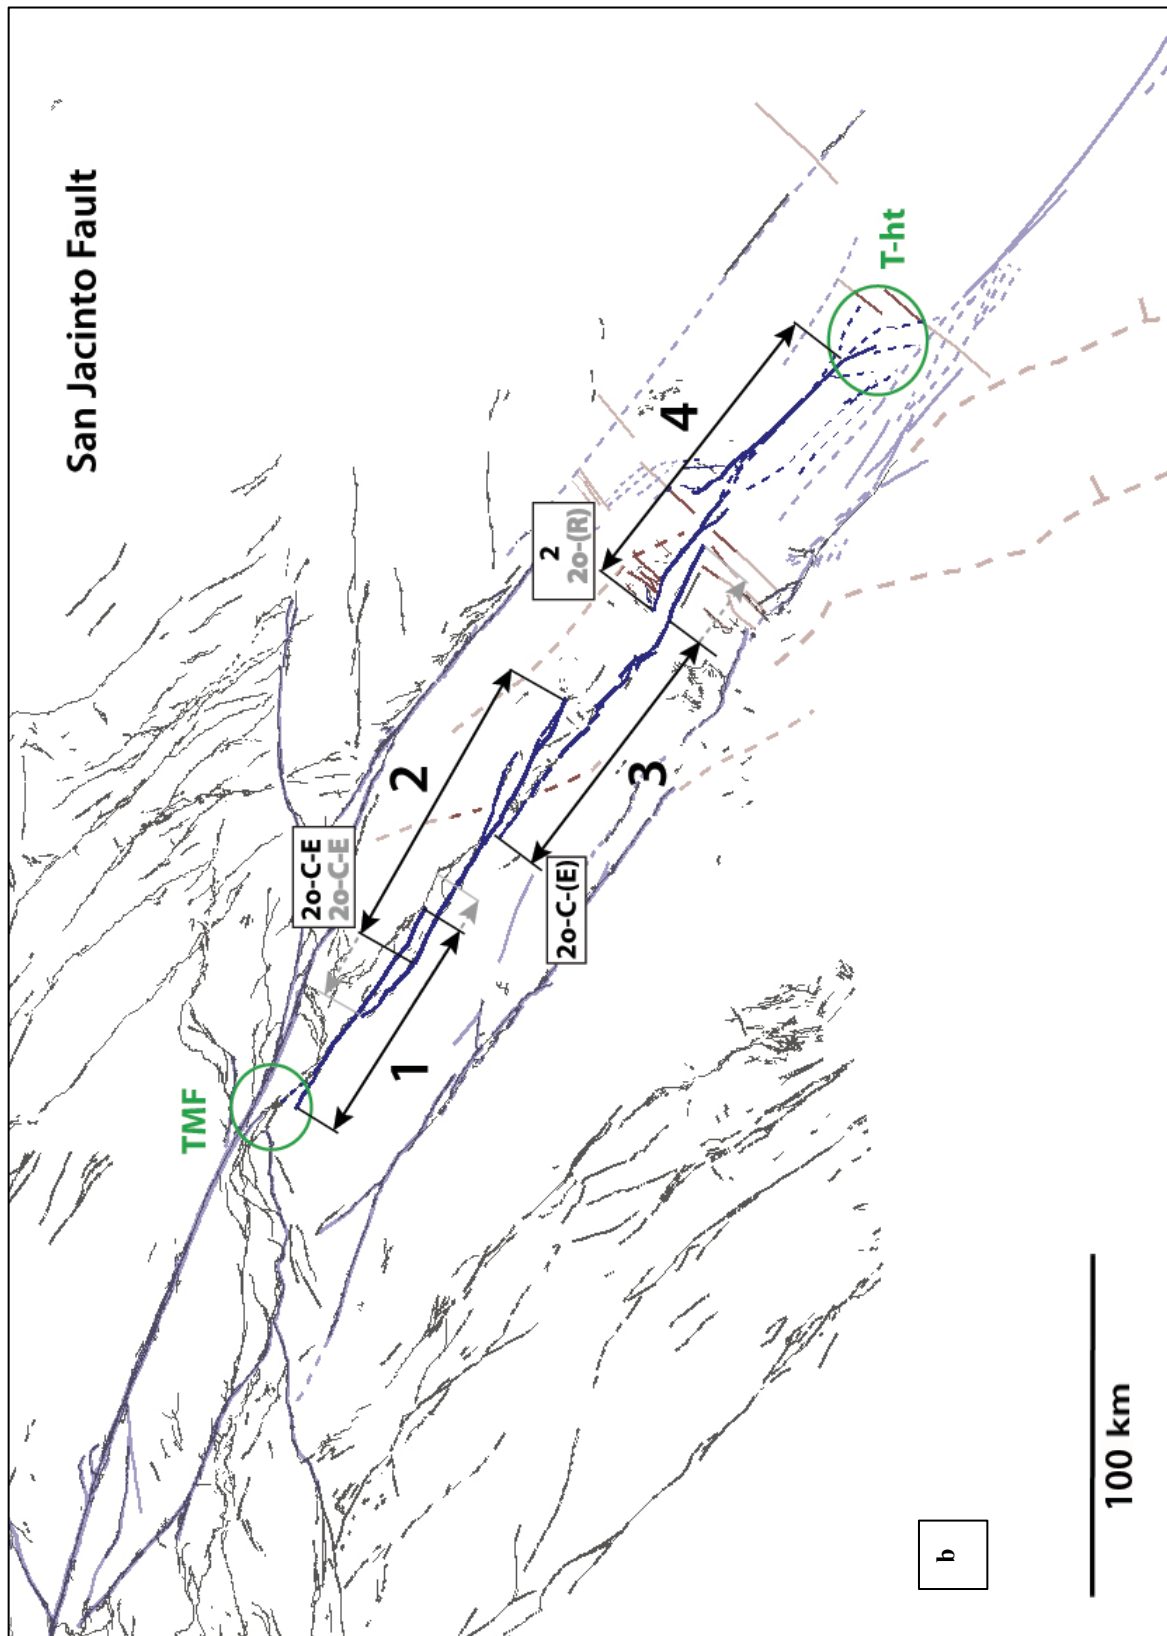 San Jacinto Fault
TMF
T-ht
2o-C-E
2o-C-E
2
2o-(R)
2o-C-(E)
1
2
3
4
100 km
b